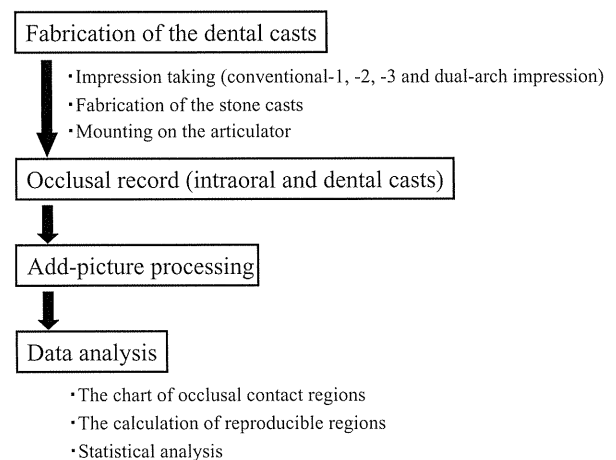 Fabrication of the dental casts
・Impression taking (conventional-1, -2, -3 and dual-arch impression)
・Fabrication of the stone casts
・Mounting on the articulator
Occlusal record (intraoral and dental casts)
Add-picture processing
Data analysis
・The chart of occlusal contact regions
・The calculation of reproducible regions
・Statistical analysis